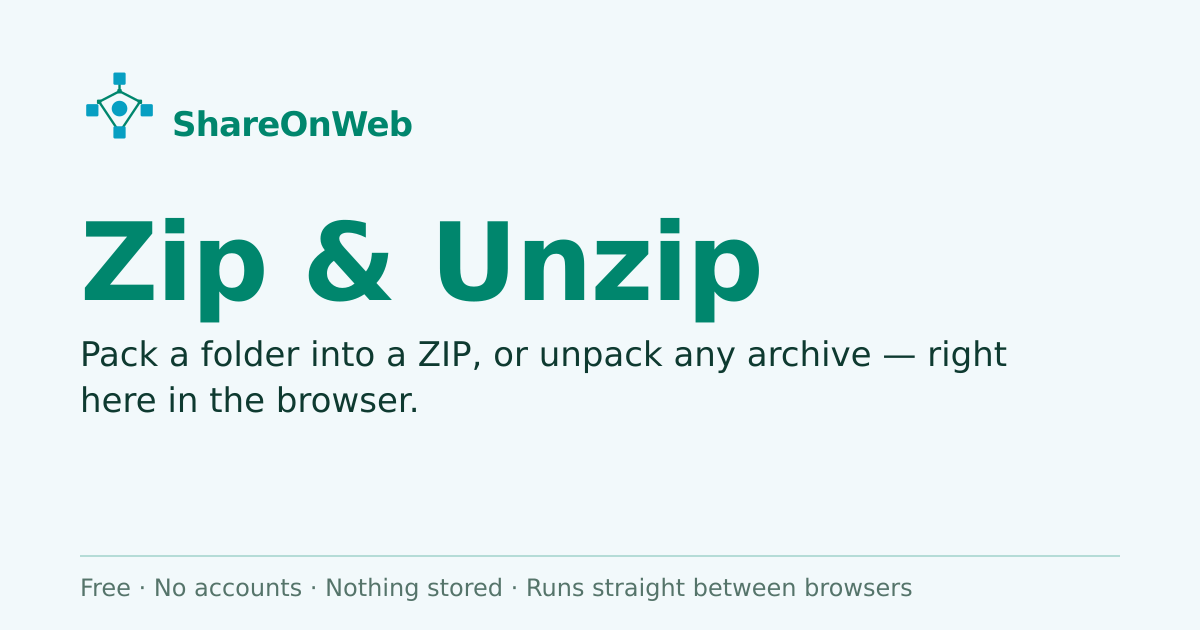 ShareOnWeb
Zip & Unzip
Pack a folder into a ZIP, or unpack any archive — right
here in the browser.
Free · No accounts · Nothing stored · Runs straight between browsers